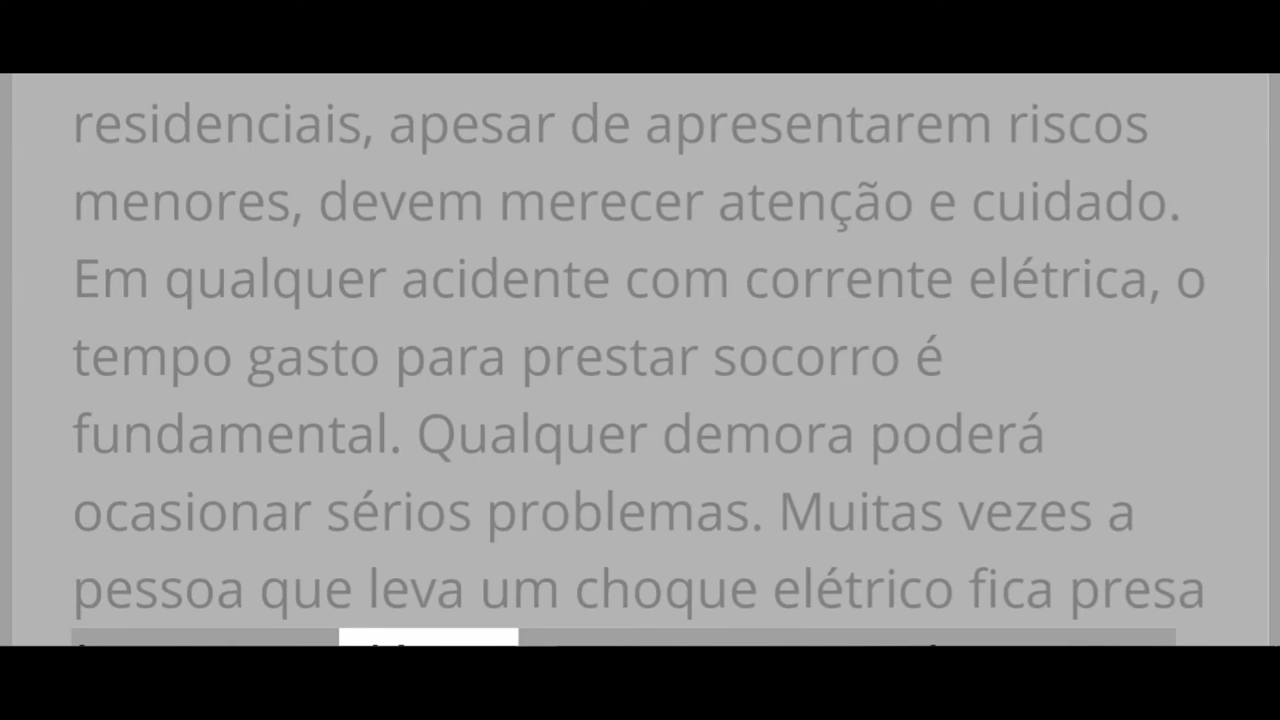 residenciais, apesar de apresentarem riscos
menores, devem merecer atenção e cuidado.
Em qualquer acidente com corrente elétrica, o
tempo gasto para prestar socorro é
fundamental. Qualquer demora poderá
ocasionar sérios problemas. Muitas vezes a
pessoa que leva um choque elétrico fica presa